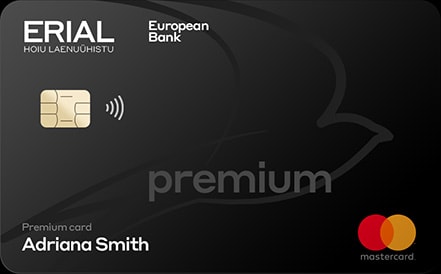 ERIAL
HOIU LAENUÜHISTU
European
Bank
premium
Premium card
Adriana Smith
mastercard